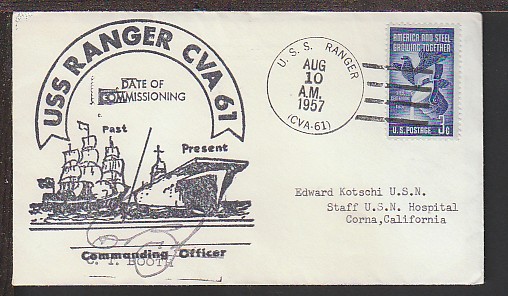 USS RANGER CVA 61
DATE OF
COMMISSIONING
Past
Present
Commanding Officer
C. T. BOOTH
U. S. S. RANGER
AUG
10
A.M.
1957
(CVA-61)
AMERICA AND STEEL
GROWING TOGETHER
U.S. POSTAGE 3¢
Edward Kotschi U.S.N.
Staff U.S.N. Hospital
Corna,California